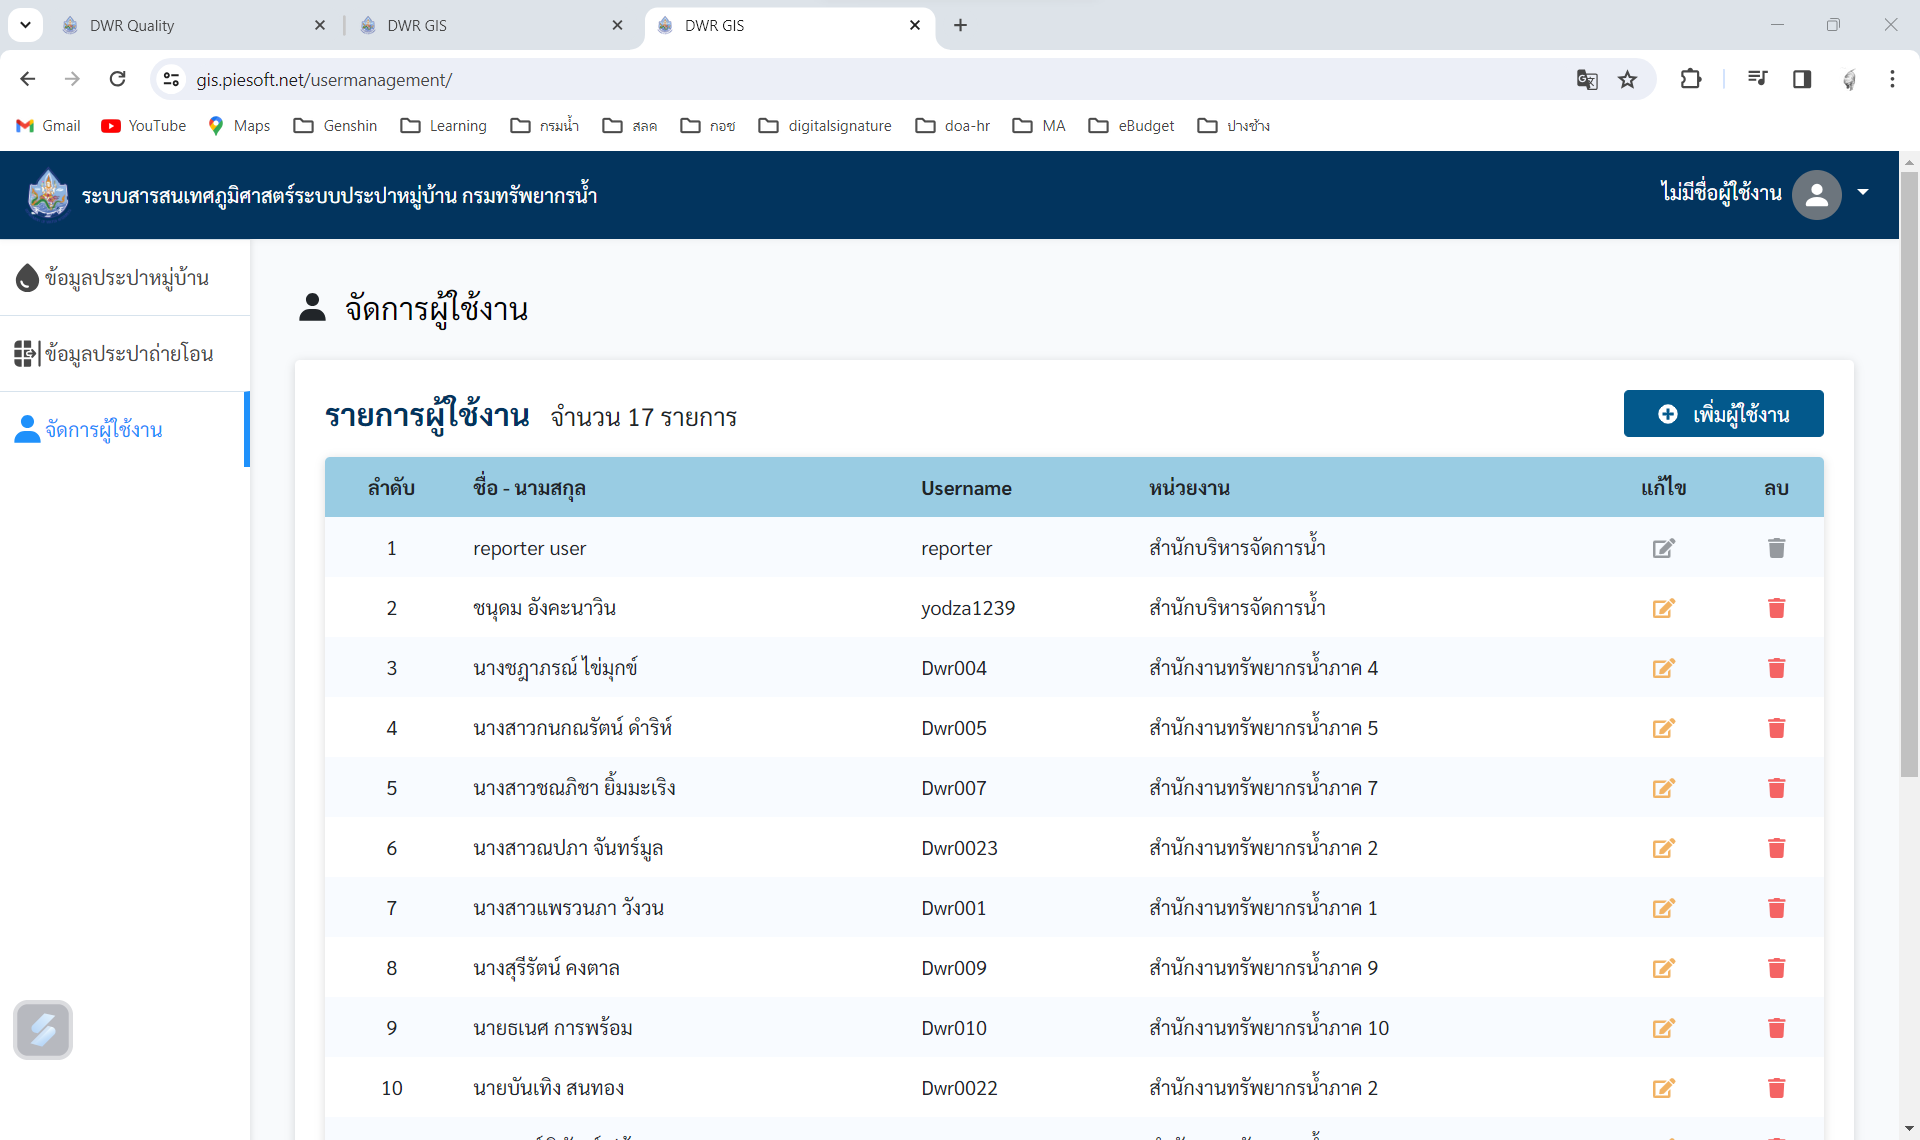 DWR Quality
DWR GIS
DWR GIS
gis.piesoft.net/usermanagement/
Gmail YouTube Maps Genshin Learning กรมน้ำ สลค กอช digitalsignature doa-hr MA eBudget ปางช้าง
ระบบสารสนเทศภูมิศาสตร์ระบบประปาหมู่บ้าน กรมทรัพยากรน้ำ
ไม่มีชื่อผู้ใช้งาน
ข้อมูลประปาหมู่บ้าน
ข้อมูลประปาถ่ายโอน
จัดการผู้ใช้งาน
จัดการผู้ใช้งาน
รายการผู้ใช้งาน จำนวน 17 รายการ
เพิ่มผู้ใช้งาน
ลำดับ ชื่อ - นามสกุล Username หน่วยงาน แก้ไข ลบ
1 reporter user reporter สำนักบริหารจัดการน้ำ
2 ชนุดม อังคะนาวิน yodza1239 สำนักบริหารจัดการน้ำ
3 นางชฎาภรณ์ ไข่มุกข์ Dwr004 สำนักงานทรัพยากรน้ำภาค 4
4 นางสาวกนกณรัตน์ ดำริห์ Dwr005 สำนักงานทรัพยากรน้ำภาค 5
5 นางสาวชณภิชา ยิ้มมะเริง Dwr007 สำนักงานทรัพยากรน้ำภาค 7
6 นางสาวณปภา จันทร์มูล Dwr0023 สำนักงานทรัพยากรน้ำภาค 2
7 นางสาวแพรวนภา วังวน Dwr001 สำนักงานทรัพยากรน้ำภาค 1
8 นางสุรีรัตน์ คงตาล Dwr009 สำนักงานทรัพยากรน้ำภาค 9
9 นายธเนศ การพร้อม Dwr010 สำนักงานทรัพยากรน้ำภาค 10
10 นายบันเทิง สนทอง Dwr0022 สำนักงานทรัพยากรน้ำภาค 2